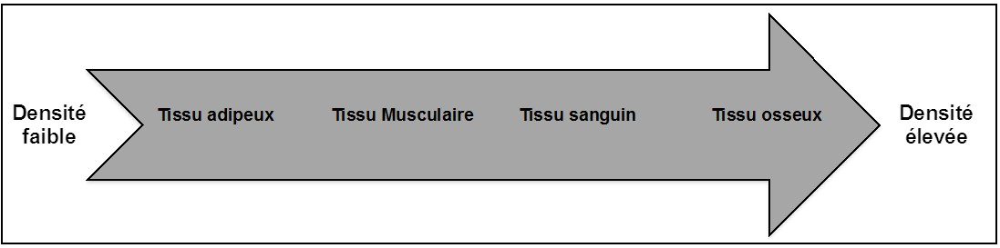 Densité
faible
Tissu adipeux
Tissu Musculaire
Tissu sanguin
Tissu osseux
Densité
élevée